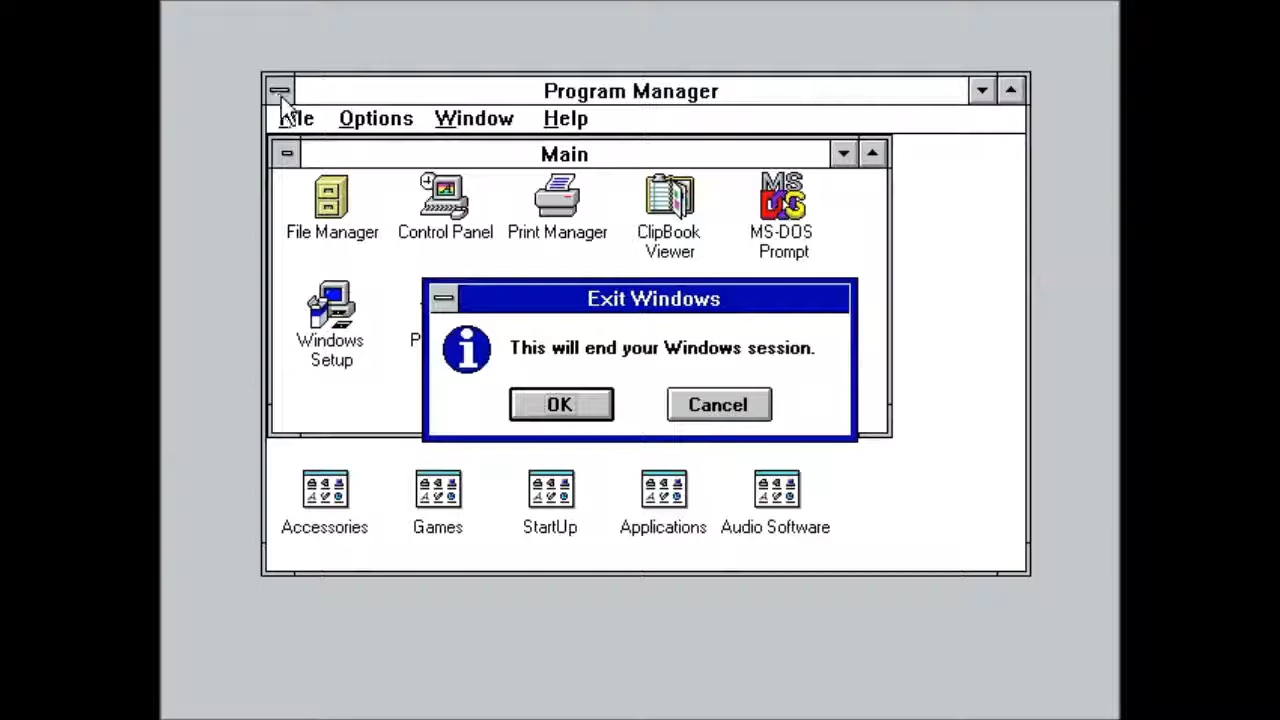 Program Manager
File Options Window Help
Main
File Manager Control Panel Print Manager ClipBook Viewer MS-DOS Prompt
Windows Setup
P
Exit Windows
This will end your Windows session.
OK Cancel
Accessories Games StartUp Applications Audio Software